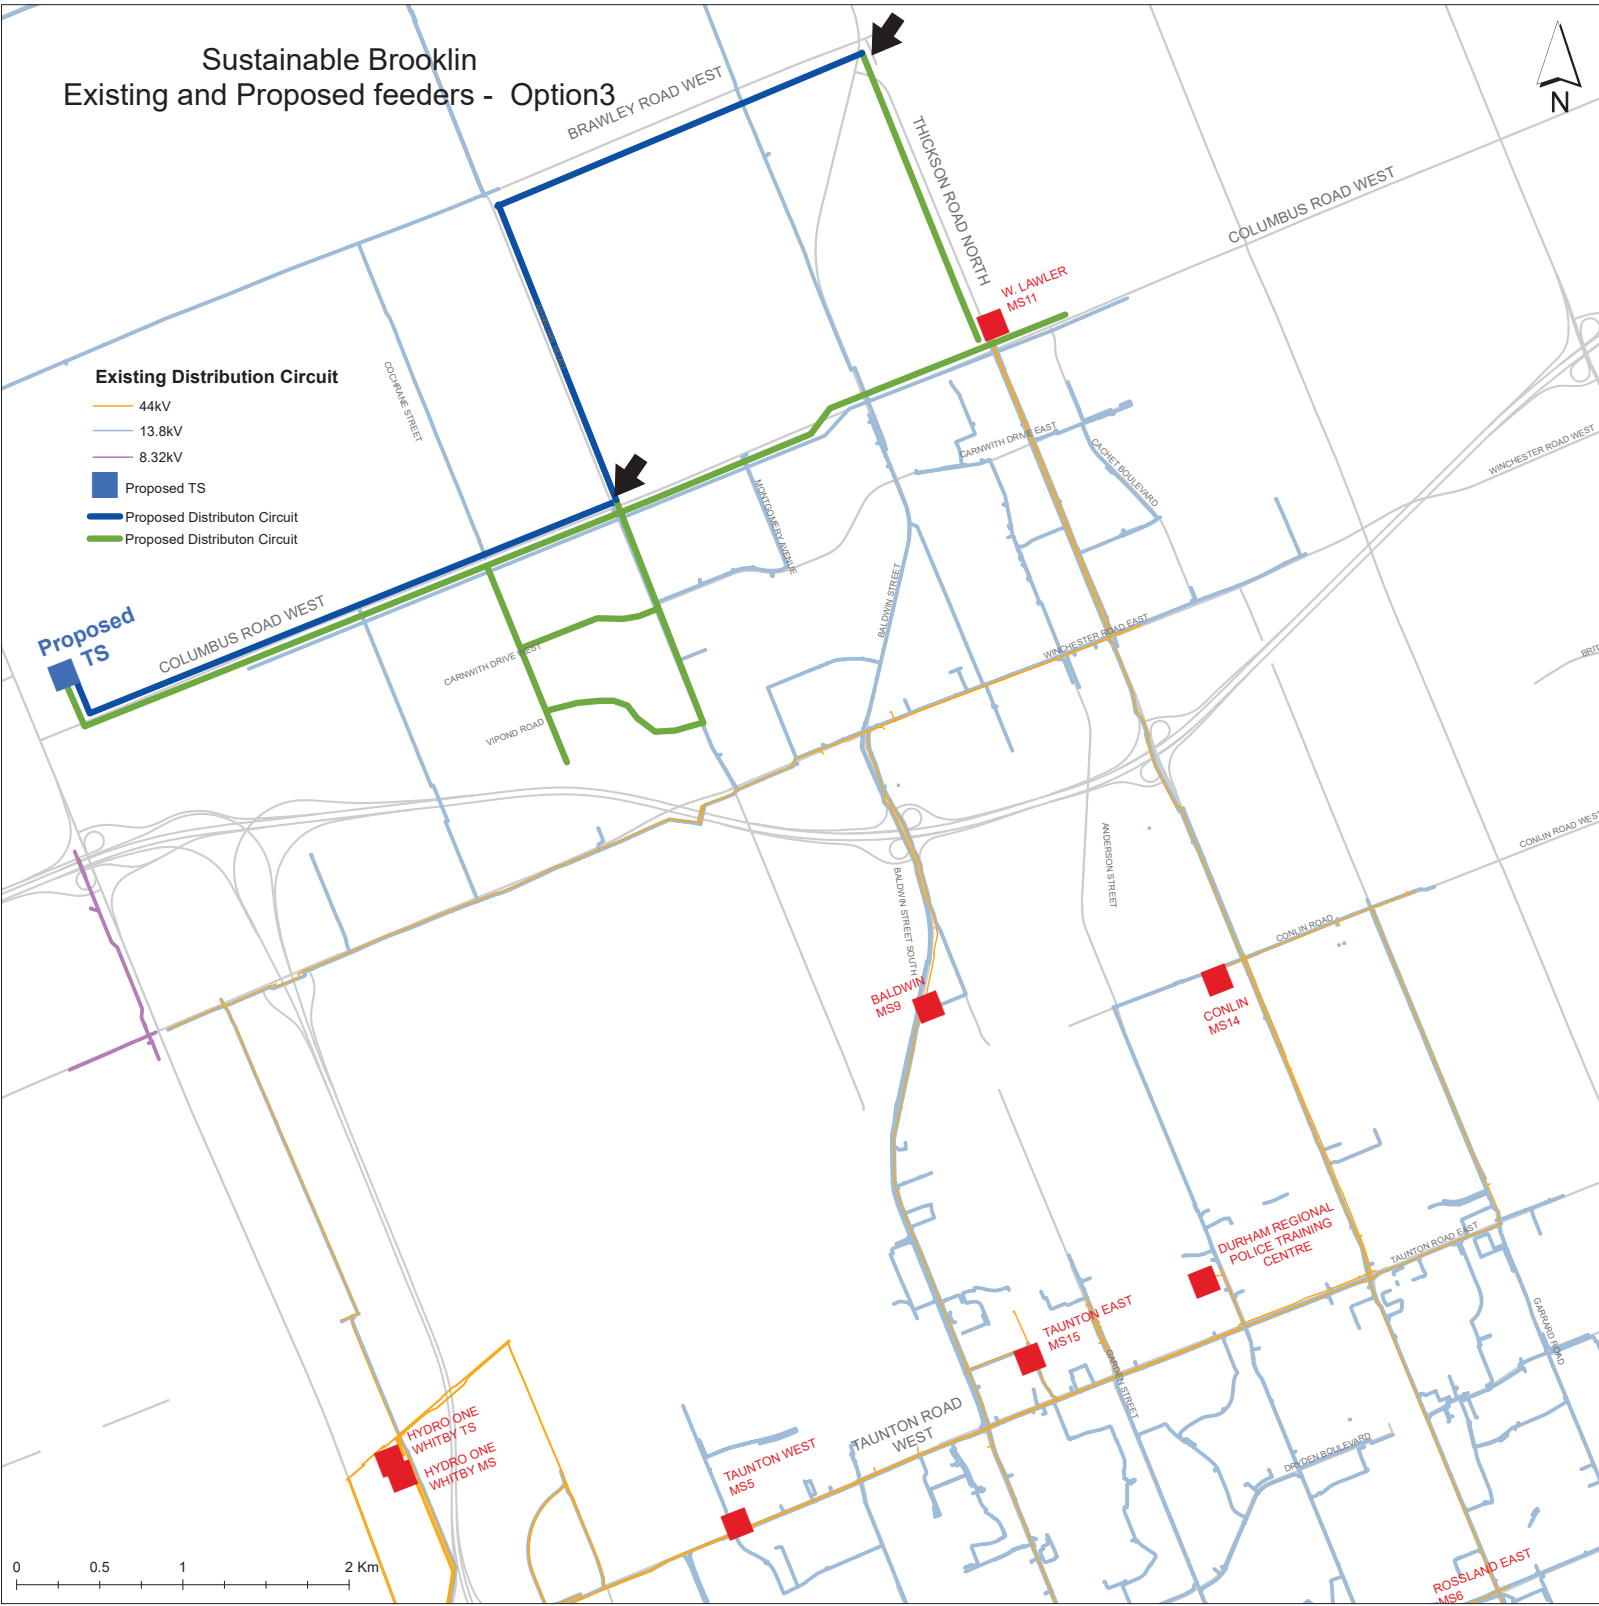 Sustainable Brooklin
Existing and Proposed feeders - Option3
N
BRAWLEY ROAD WEST
THICKSON ROAD NORTH
COLUMBUS ROAD WEST
W. LAWLER
MS11
COCHRANE STREET
Existing Distribution Circuit
44kV
13.8kV
8.32kV
Proposed TS
Proposed Distributon Circuit
Proposed Distributon Circuit
CARNWITH DRIVE EAST
CACHET BOULEVARD
WINCHESTER ROAD WEST
MONTGOMERY AVENUE
BALDWIN STREET
Proposed
TS
COLUMBUS ROAD WEST
CARNWITH DRIVE WEST
VIPOND ROAD
WINCHESTER ROAD EAST
BRIT
ANDERSON STREET
CONLIN ROAD WEST
BALDWIN STREET SOUTH
CONLIN ROAD
BALDWIN
MS9
CONLIN
MS14
DURHAM REGIONAL
POLICE TRAINING
CENTRE
TAUNTON ROAD EAST
GARRARD ROAD
TAUNTON EAST
MS15
GARDEN STREET
HYDRO ONE
WHITBY TS
HYDRO ONE
WHITBY MS
TAUNTON ROAD
WEST
TAUNTON WEST
MS5
DRYDEN BOULEVARD
ROSSLAND EAST
MS6
0 0.5 1 2 Km